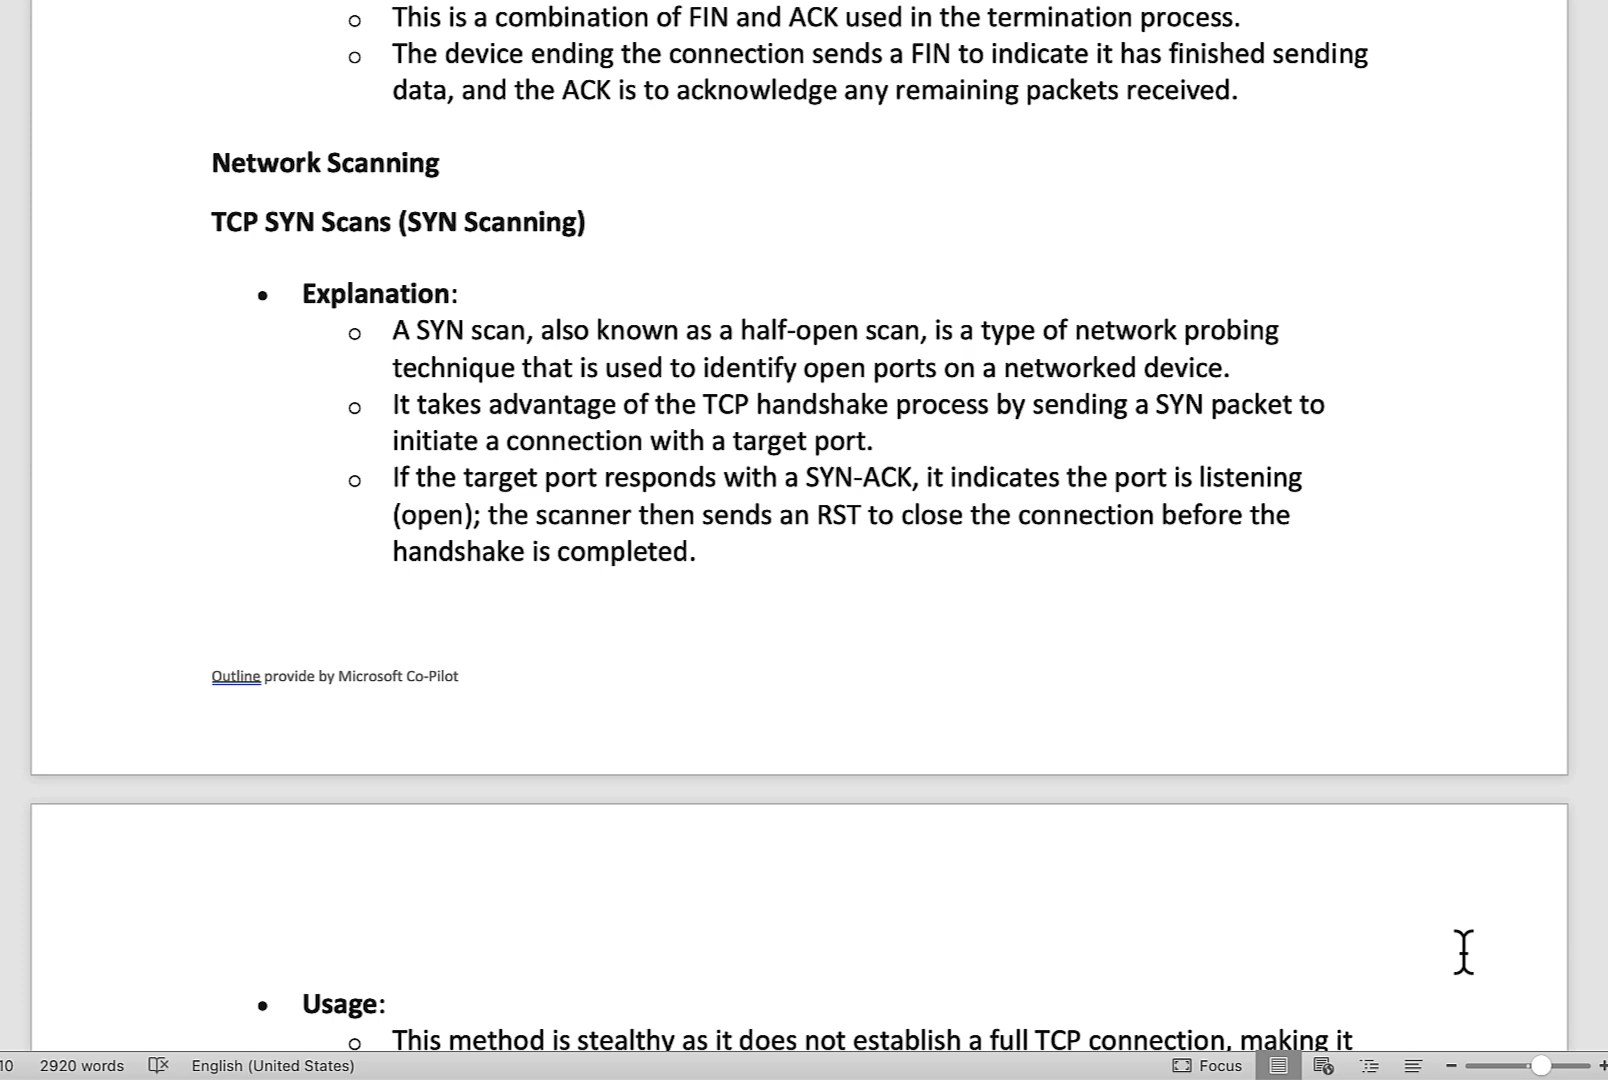 This is a combination of FIN and ACK used in the termination process.
The device ending the connection sends a FIN to indicate it has finished sending
data, and the ACK is to acknowledge any remaining packets received.
Network Scanning
TCP SYN Scans (SYN Scanning)
Explanation:
A SYN scan, also known as a half-open scan, is a type of network probing
technique that is used to identify open ports on a networked device.
It takes advantage of the TCP handshake process by sending a SYN packet to
initiate a connection with a target port.
If the target port responds with a SYN-ACK, it indicates the port is listening
(open); the scanner then sends an RST to close the connection before the
handshake is completed.
Outline provide by Microsoft Co-Pilot
Usage:
This method is stealthy as it does not establish a full TCP connection, making it
10 2920 words English (United States) Focus